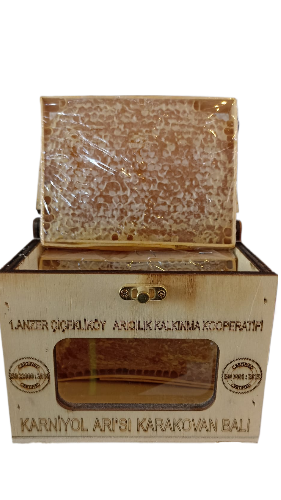 1.ANZER ÇİÇEKLİKÖY ARICILIK KALKINMA KOOPERATİFİ
KARNİYOL ARI'SI KARAKOVAN BALI